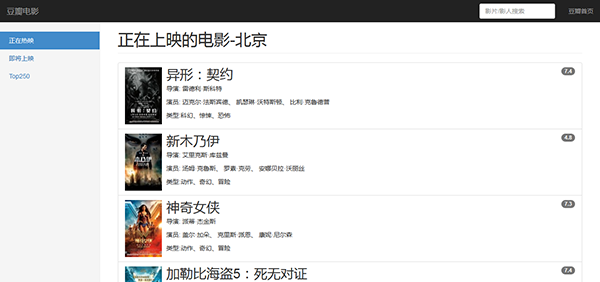 豆瓣电影
影片/影人搜索
豆瓣首页
正在热映
即将上映
Top250
正在上映的电影-北京
异形：契约
7.4
导演: 雷德利·斯科特
演员: 迈克尔·法斯宾德、 凯瑟琳·沃特斯顿、 比利·克鲁德普
类型:科幻、惊悚、恐怖
新木乃伊
4.8
导演: 艾里克斯·库兹曼
演员: 汤姆·克鲁斯、 罗素·克劳、 安娜贝拉·沃丽丝
类型:动作、奇幻、冒险
神奇女侠
7.3
导演: 派蒂·杰金斯
演员: 盖尔·加朵、 克里斯·派恩、 康妮·尼尔森
类型:动作、奇幻、冒险
加勒比海盗5：死无对证
7.4